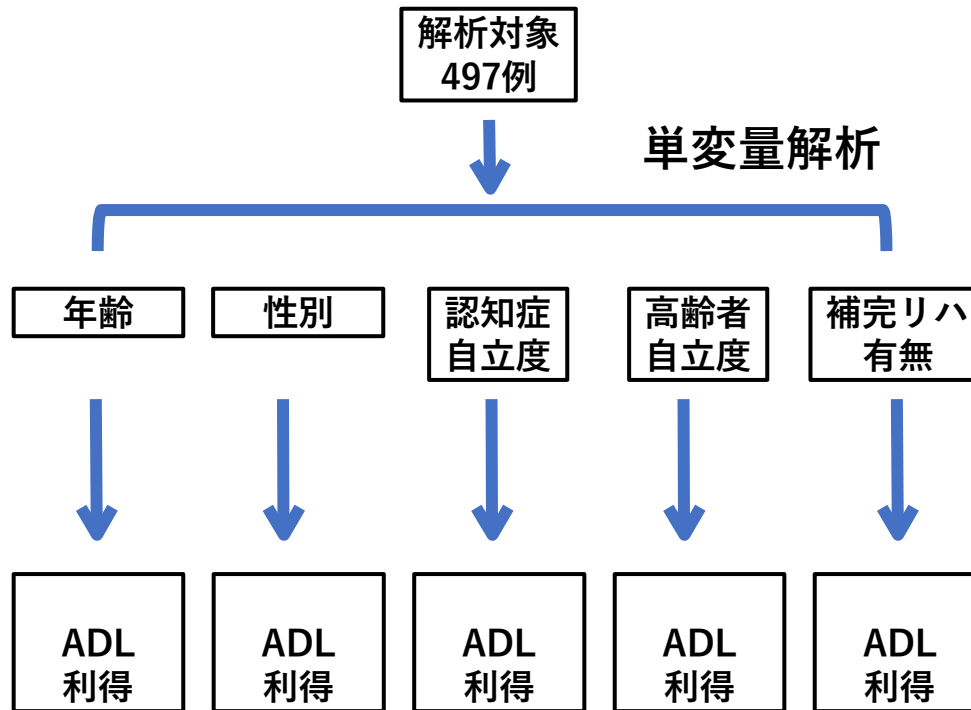 解析対象
497例
単変量解析
年齢
性別
認知症
自立度
高齢者
自立度
補完リハ
有無
ADL
利得
ADL
利得
ADL
利得
ADL
利得
ADL
利得